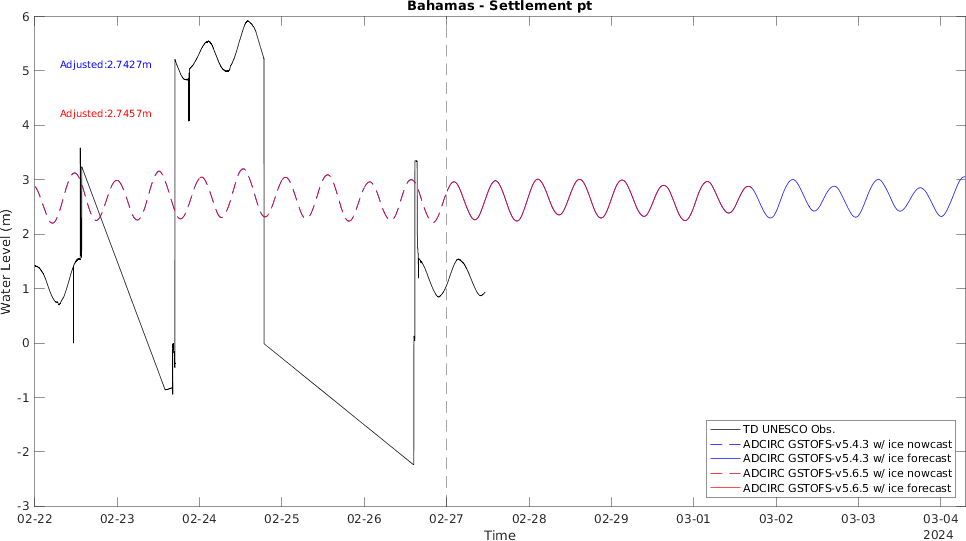 Bahamas - Settlement pt
6
5
4
3
2
1
0
-1
-2
-3
Water Level (m)
Adjusted:2.7427m
Adjusted:2.7457m
TD UNESCO Obs.
ADCIRC GSTOFS-v5.4.3 w/ ice nowcast
ADCIRC GSTOFS-v5.4.3 w/ ice forecast
ADCIRC GSTOFS-v5.6.5 w/ ice nowcast
ADCIRC GSTOFS-v5.6.5 w/ ice forecast
02-22 02-23 02-24 02-25 02-26 02-27 02-28 02-29 03-01 03-02 03-03 03-04
Time
2024